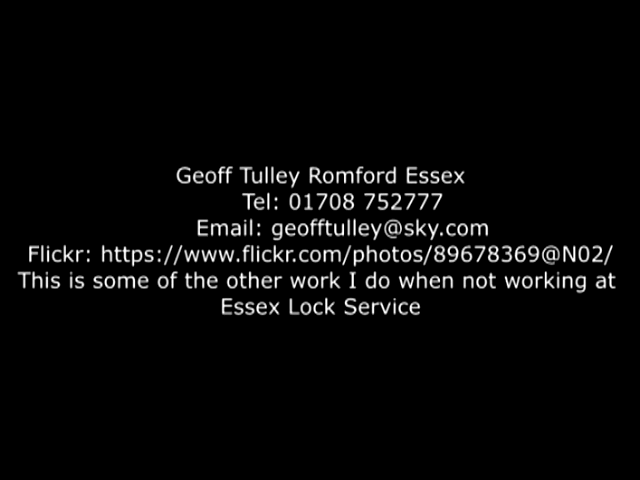 Geoff Tulley Romford Essex
Tel: 01708 752777
Email: geofftulley@sky.com
Flickr: https://www.flickr.com/photos/89678369@N02/
This is some of the other work I do when not working at
Essex Lock Service